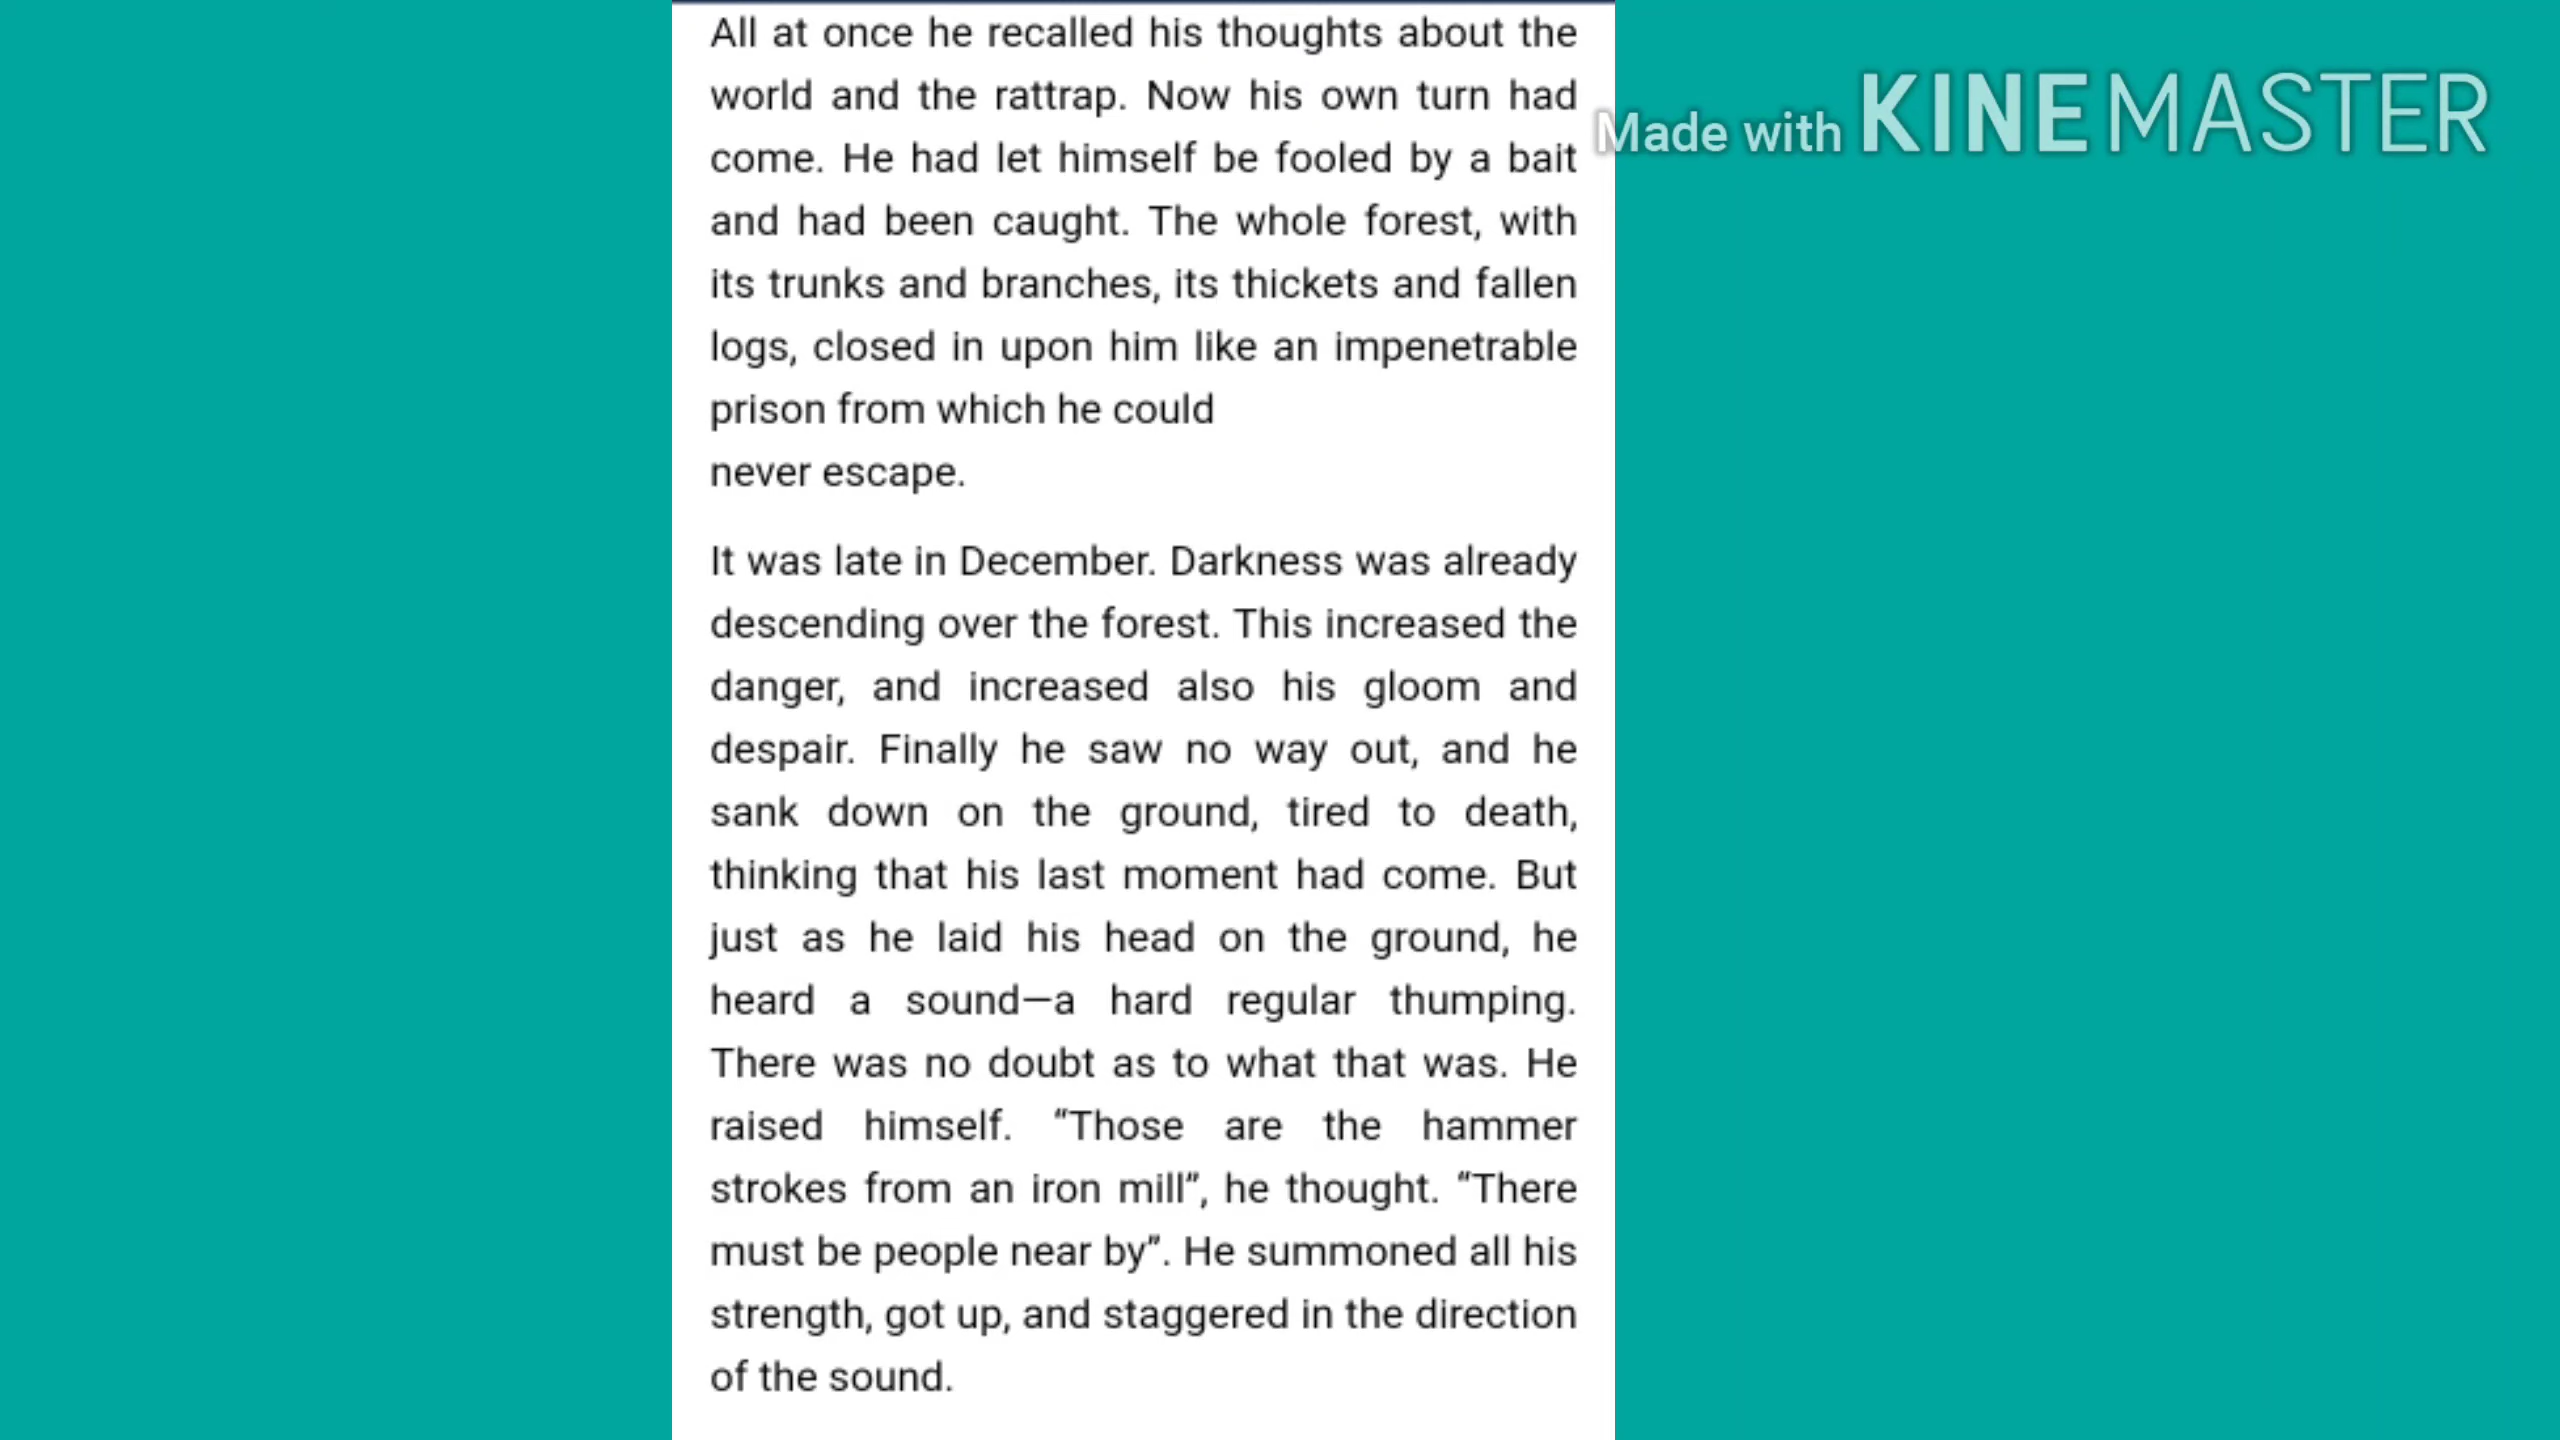 All at once he recalled his thoughts about the
world and the rattrap. Now his own turn had
come. He had let himself be fooled by a bait
and had been caught. The whole forest, with
its trunks and branches, its thickets and fallen
logs, closed in upon him like an impenetrable
prison from which he could
never escape.
It was late in December. Darkness was already
descending over the forest. This increased the
danger, and increased also his gloom and
despair. Finally he saw no way out, and he
sank down on the ground, tired to death,
thinking that his last moment had come. But
just as he laid his head on the ground, he
heard a sound—a hard regular thumping.
There was no doubt as to what that was. He
raised himself. “Those are the hammer
strokes from an iron mill”, he thought. “There
must be people near by”. He summoned all his
strength, got up, and staggered in the direction
of the sound.
Made with KINEMASTER